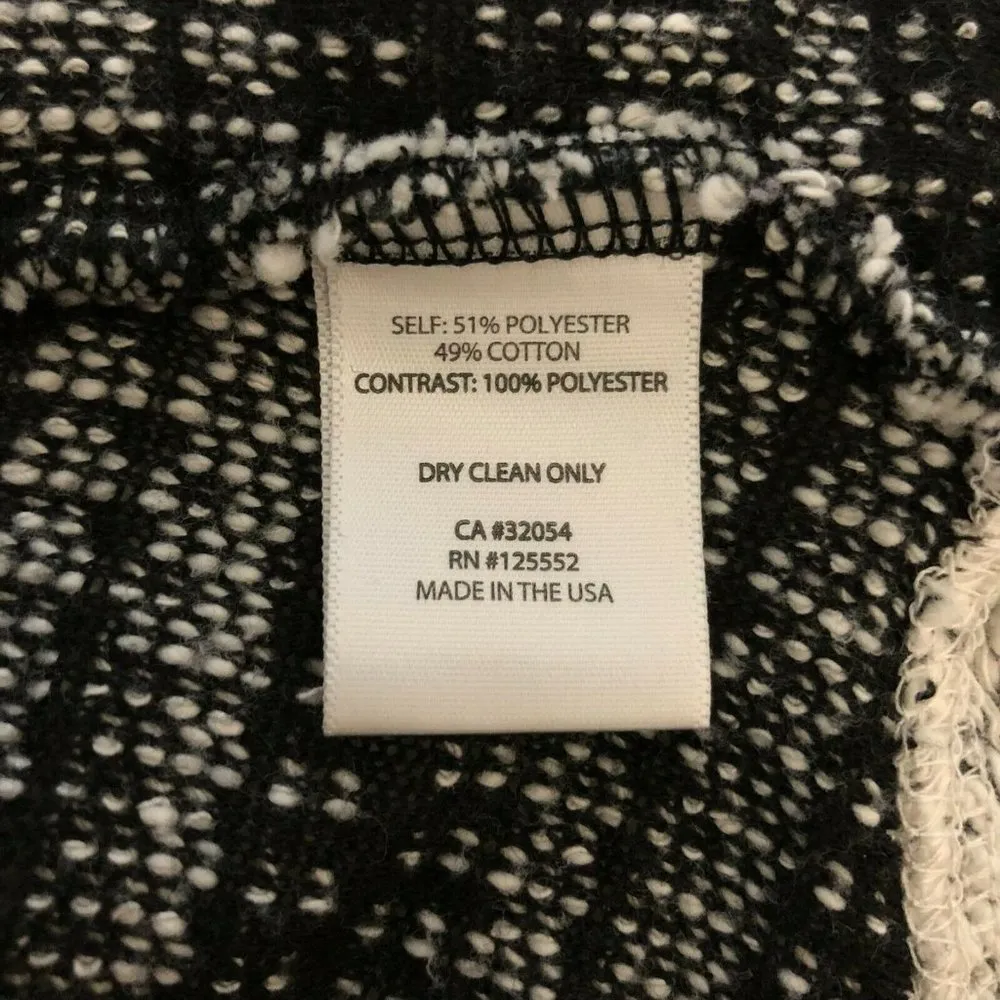 SELF: 51% POLYESTER
49% COTTON
CONTRAST: 100% POLYESTER
DRY CLEAN ONLY
CA #32054
RN #125552
MADE IN THE USA